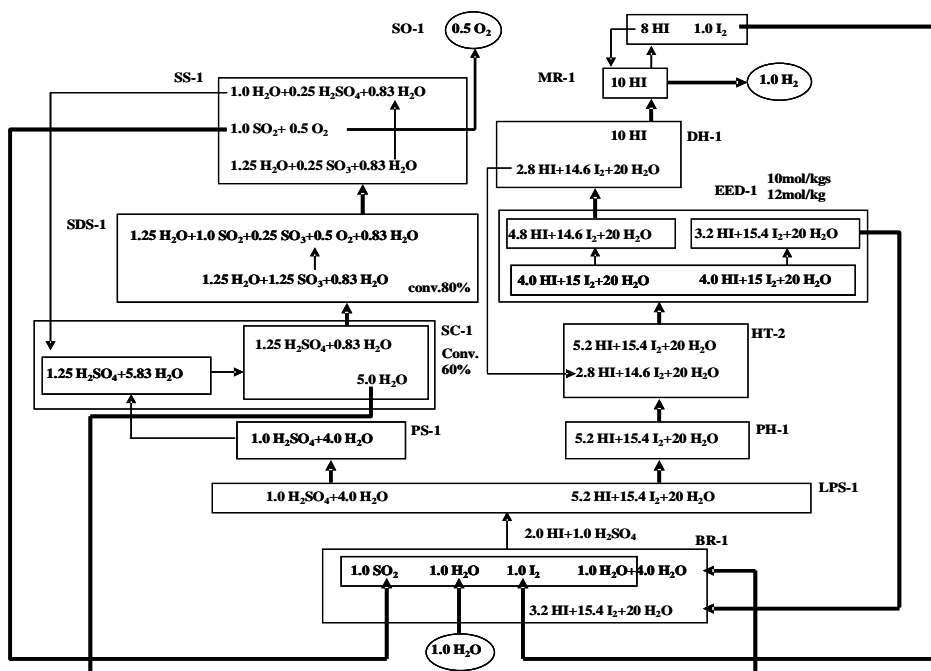 SO-1
0.5 O₂
8 HI 1.0 I₂
MR-1
10 HI
1.0 H₂
SS-1
1.0 H₂O+0.25 H₂SO₄+0.83 H₂O
1.0 SO₂+ 0.5 O₂
1.25 H₂O+0.25 SO₃+0.83 H₂O
10 HI
DH-1
2.8 HI+14.6 I₂+20 H₂O
EED-1
10mol/kgs
12mol/kg
SDS-1
1.25 H₂O+1.0 SO₂+0.25 SO₃+0.5 O₂+0.83 H₂O
1.25 H₂O+1.25 SO₃+0.83 H₂O
conv.80%
4.8 HI+14.6 I₂+20 H₂O
3.2 HI+15.4 I₂+20 H₂O
4.0 HI+15 I₂+20 H₂O
4.0 HI+15 I₂+20 H₂O
SC-1
Conv.
60%
1.25 H₂SO₄+0.83 H₂O
1.25 H₂SO₄+5.83 H₂O
5.0 H₂O
HT-2
5.2 HI+15.4 I₂+20 H₂O
2.8 HI+14.6 I₂+20 H₂O
PS-1
1.0 H₂SO₄+4.0 H₂O
PH-1
5.2 HI+15.4 I₂+20 H₂O
LPS-1
1.0 H₂SO₄+4.0 H₂O
5.2 HI+15.4 I₂+20 H₂O
2.0 HI+1.0 H₂SO₄
BR-1
1.0 SO₂ 1.0 H₂O 1.0 I₂ 1.0 H₂O+4.0 H₂O
3.2 HI+15.4 I₂+20 H₂O
1.0 H₂O